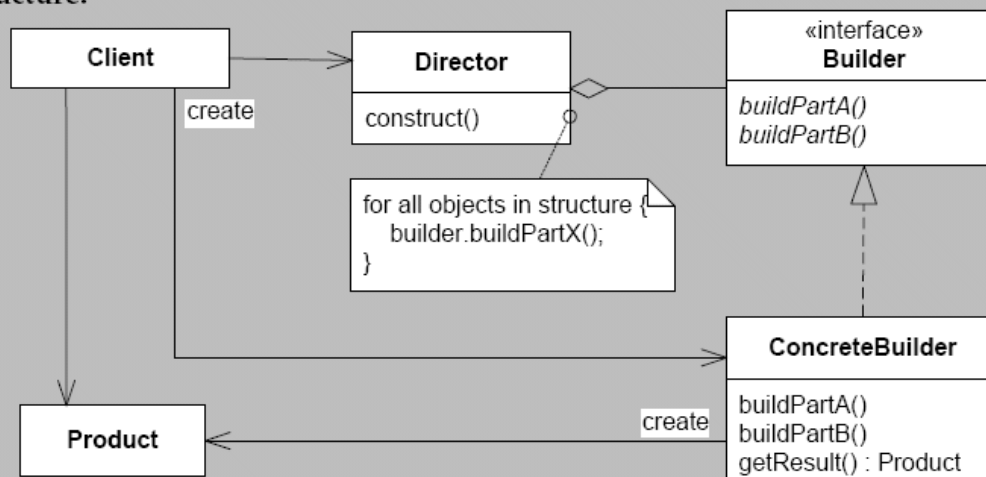 Client
create
Director
construct()
«interface»
Builder
buildPartA()
buildPartB()
for all objects in structure {
builder.buildPartX();
}
ConcreteBuilder
buildPartA()
buildPartB()
getResult() : Product
create
Product